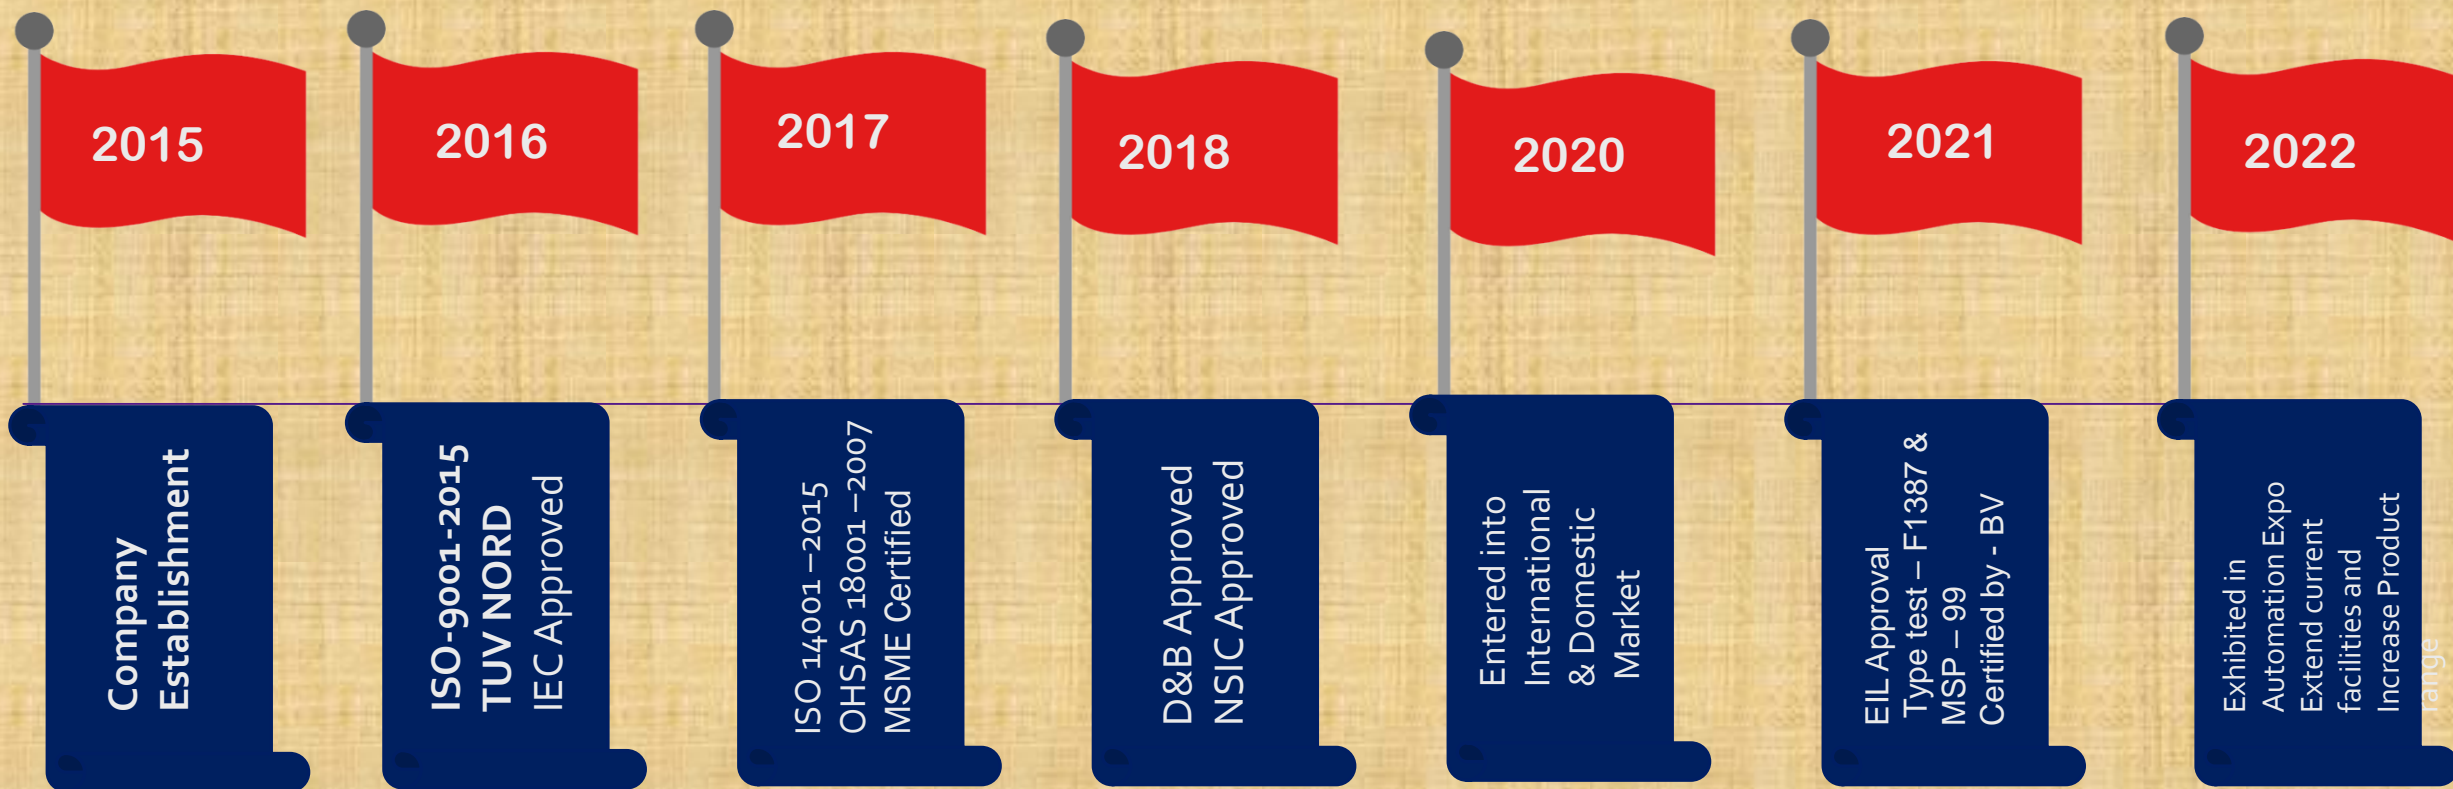 2015
2016
2017
2018
2020
2021
2022
Company
Establishment
ISO-9001-2015
TUV NORD
IEC Approved
ISO 14001 –2015
OHSAS 18001 –2007
MSME Certified
D&B Approved
NSIC Approved
Entered into
International
& Domestic
Market
EIL Approval
Type test – F1387 &
MSP – 99
Certified by - BV
Exhibited in
Automation Expo
Extend current
facilities and
Increase Product
range